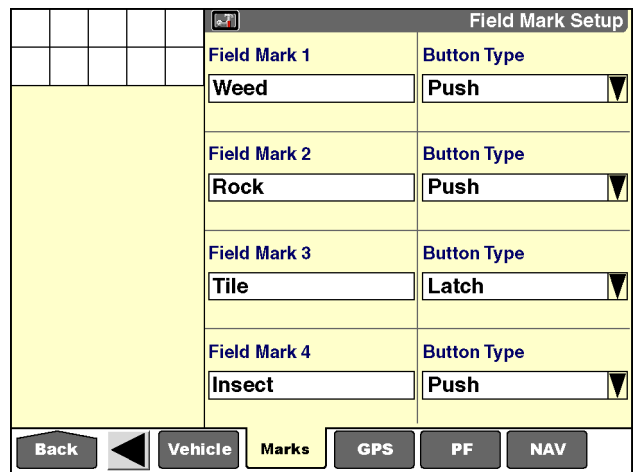 Field Mark Setup
Field Mark 1 Button Type
Weed Push
Field Mark 2 Button Type
Rock Push
Field Mark 3 Button Type
Tile Latch
Field Mark 4 Button Type
Insect Push
Back Vehicle Marks GPS PF NAV